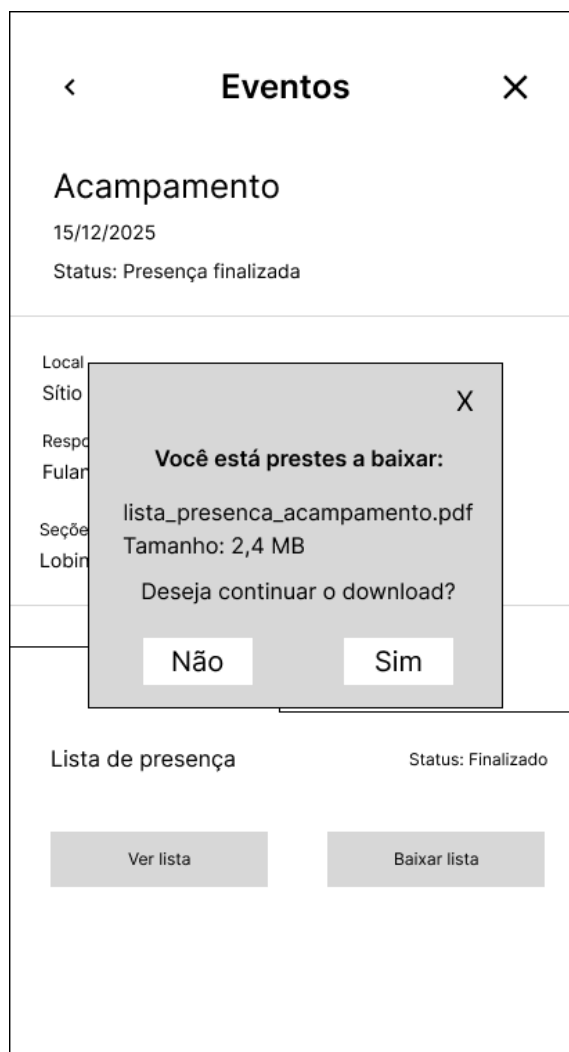 Eventos
Acampamento
15/12/2025
Status: Presença finalizada
Local
Sítio
Respo
Fulan
Seçõe
Lobin
X
Você está prestes a baixar:
lista_presenca_acampamento.pdf
Tamanho: 2,4 MB
Deseja continuar o download?
Não Sim
Lista de presença Status: Finalizado
Ver lista Baixar lista